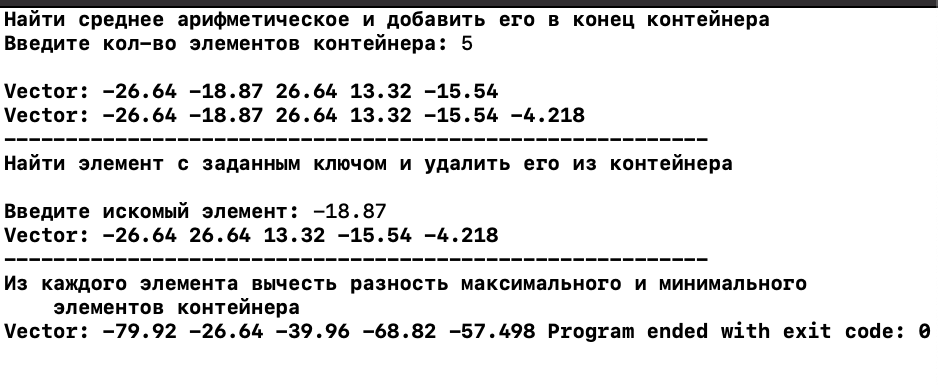 Найти среднее арифметическое и добавить его в конец контейнера
Введите кол-во элементов контейнера: 5
Vector: -26.64 -18.87 26.64 13.32 -15.54
Vector: -26.64 -18.87 26.64 13.32 -15.54 -4.218
----------------------------------------------------------
Найти элемент с заданным ключом и удалить его из контейнера
Введите искомый элемент: -18.87
Vector: -26.64 26.64 13.32 -15.54 -4.218
----------------------------------------------------------
Из каждого элемента вычесть разность максимального и минимального
элементов контейнера
Vector: -79.92 -26.64 -39.96 -68.82 -57.498 Program ended with exit code: 0